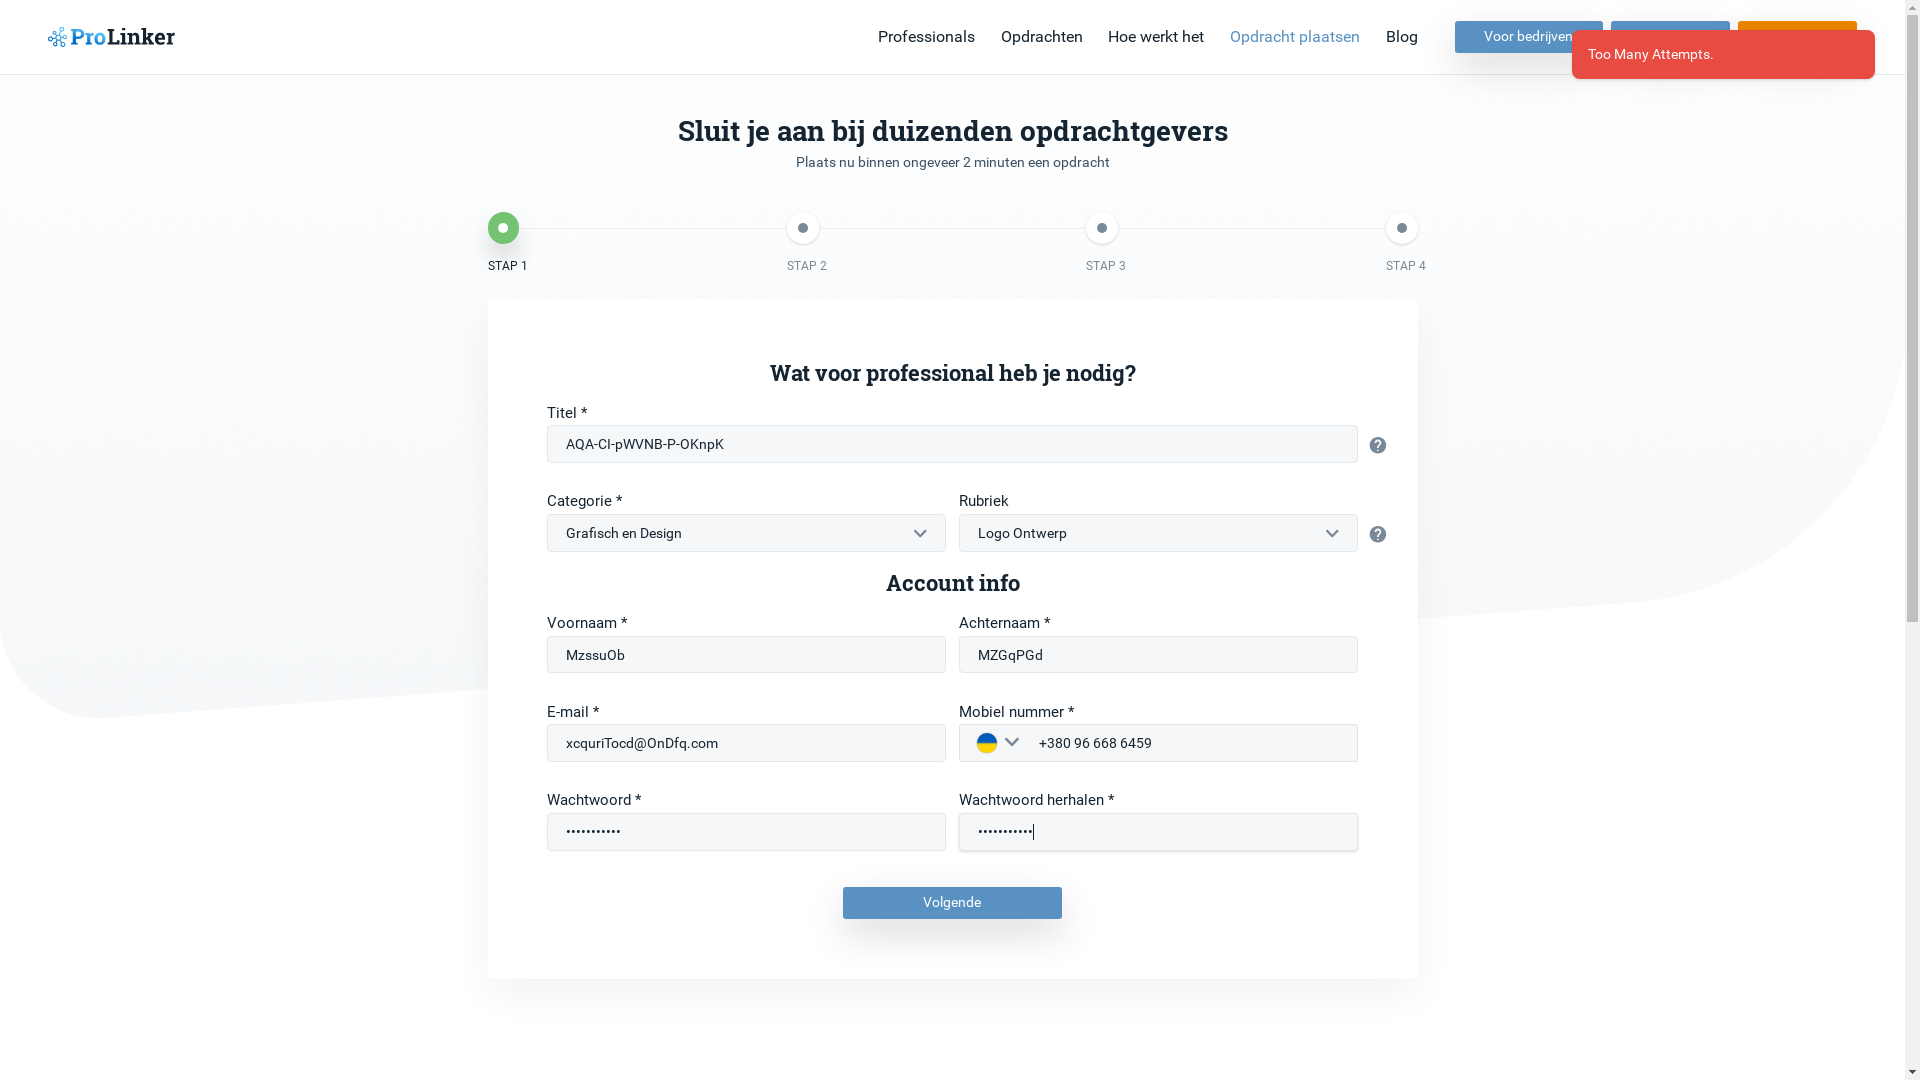 ProLinker
Professionals
Opdrachten
Hoe werkt het
Opdracht plaatsen
Blog
Voor bedrijven
Too Many Attempts.
Sluit je aan bij duizenden opdrachtgevers
Plaats nu binnen ongeveer 2 minuten een opdracht
STAP 1
STAP 2
STAP 3
STAP 4
Wat voor professional heb je nodig?
Titel *
AQA-CI-pWVNB-P-OKnpK
Categorie *
Rubriek
Grafisch en Design
Logo Ontwerp
Account info
Voornaam *
Achternaam *
MzssuOb
MZGqPGd
E-mail *
Mobiel nummer *
xcquriTocd@OnDfq.com
+380 96 668 6459
Wachtwoord *
Wachtwoord herhalen *
•••••••••••
•••••••••••
Volgende